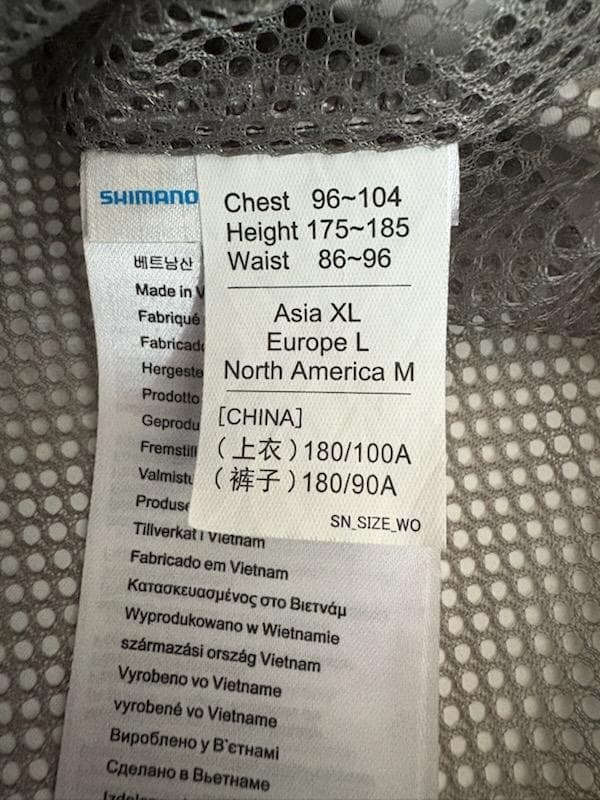 SHIMANO
Chest 96~104
Height 175~185
Waist 86~96
Asia XL
Europe L
North America M
[CHINA]
(上衣)180/100A
(裤子)180/90A
SN_SIZE_WO
베트남산
Made in V
Fabriqué
Fabricado
Hergeste
Prodotto
Geprodu
Fremstill
Valmistu
Produse
Tillverkat i Vietnam
Fabricado em Vietnam
Κατασκευασμένος στο Βιετνάμ
Wyprodukowano w Wietnamie
származási ország Vietnam
Vyrobeno vo Vietname
vyrobené vo Vietname
Вироблено у В'єтнамі
Сделано в Вьетнаме